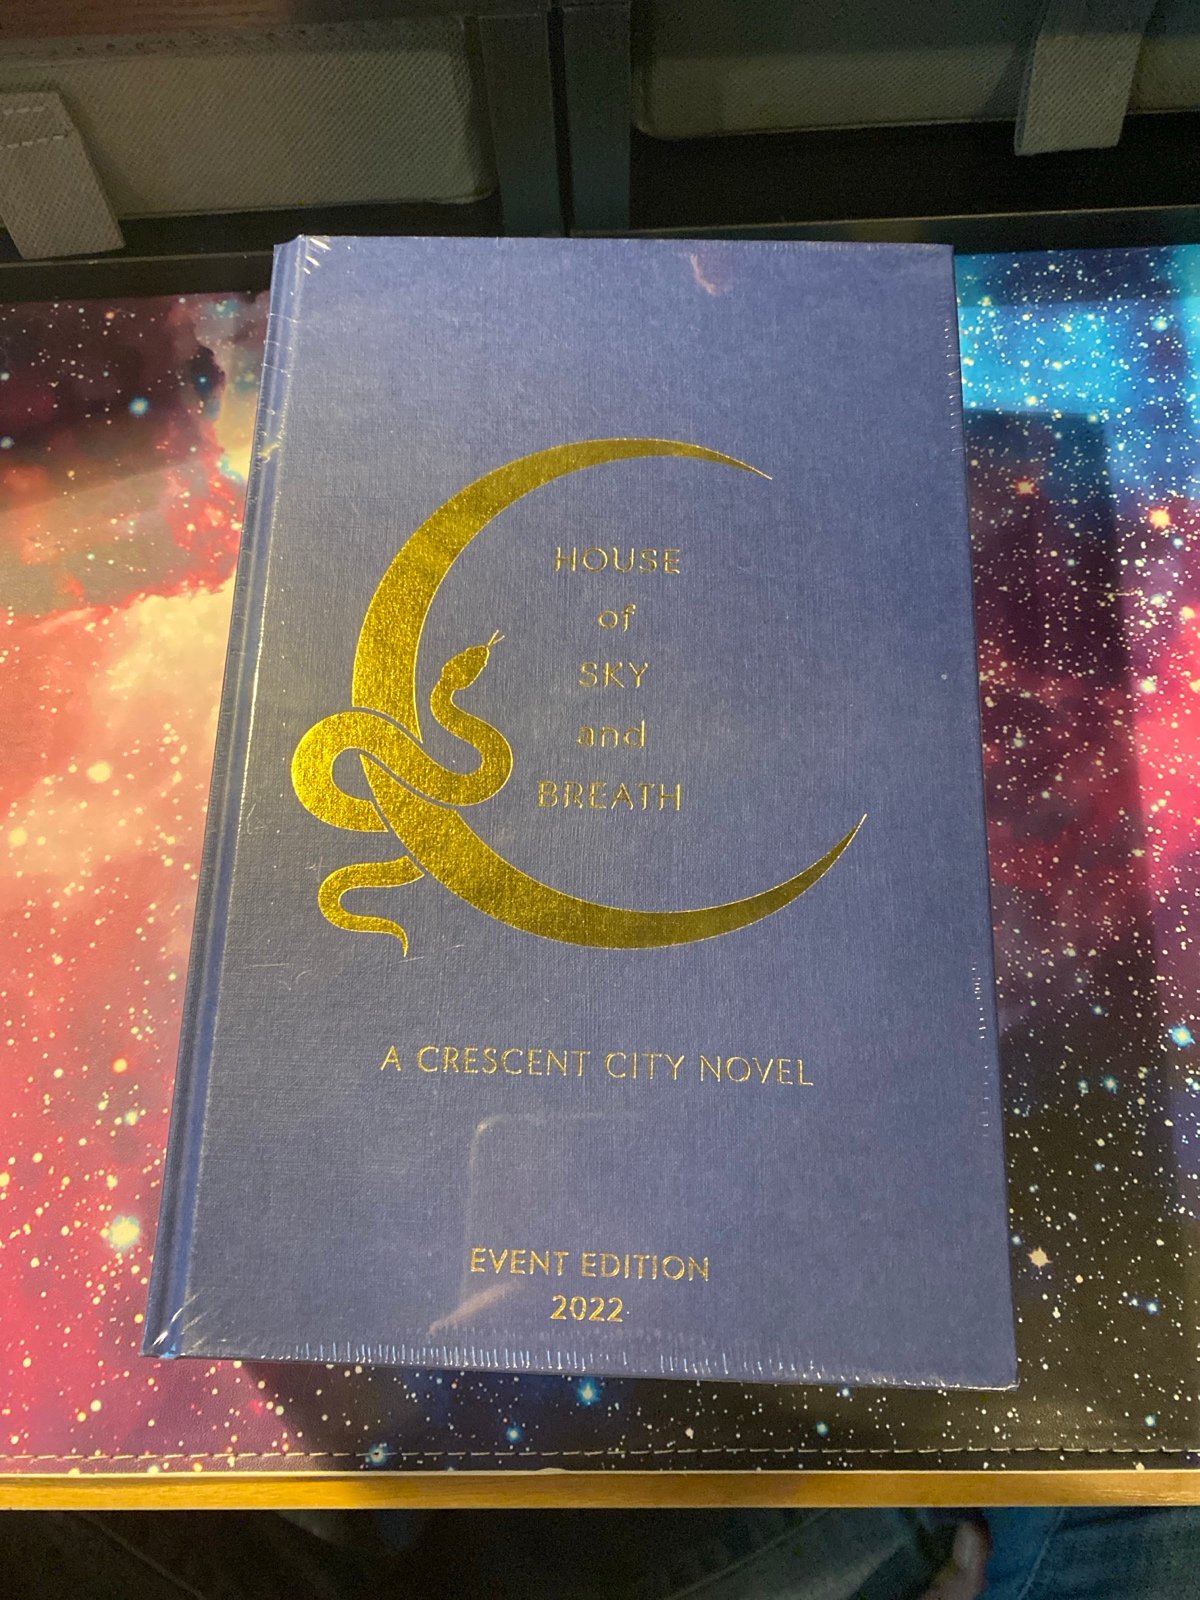 HOUSE
of
SKY
and
BREATH
A CRESCENT CITY NOVEL
EVENT EDITION
2022